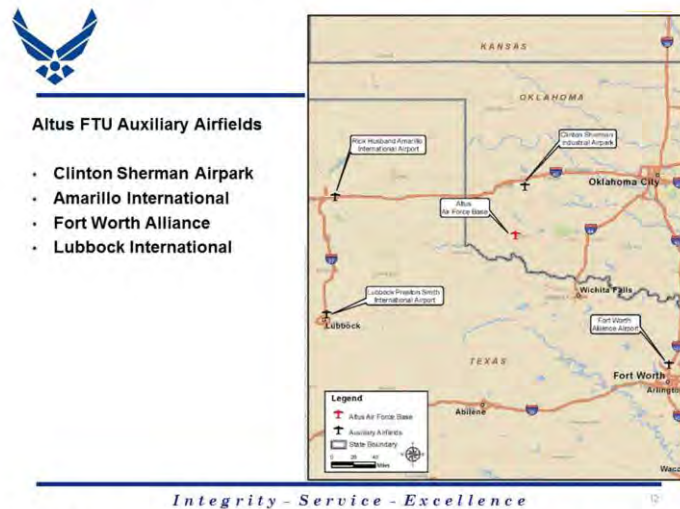 Altus FTU Auxiliary Airfields
• Clinton Sherman Airpark
• Amarillo International
• Fort Worth Alliance
• Lubbock International
KANSAS
OKLAHOMA
Rick Husband Amarillo
International Airport
Clinton Sherman
Industrial Airpark
Oklahoma City
Altus
Air Force Base
Lubbock Preston Smith
International Airport
Lubbock
Wichita Falls
Fort Worth
Alliance Airport
TEXAS
Fort Worth
Arlington
Abilene
Waco
Legend
Altus Air Force Base
Auxiliary Airfields
State Boundary
0 20 40
Miles
Integrity - Service - Excellence
12